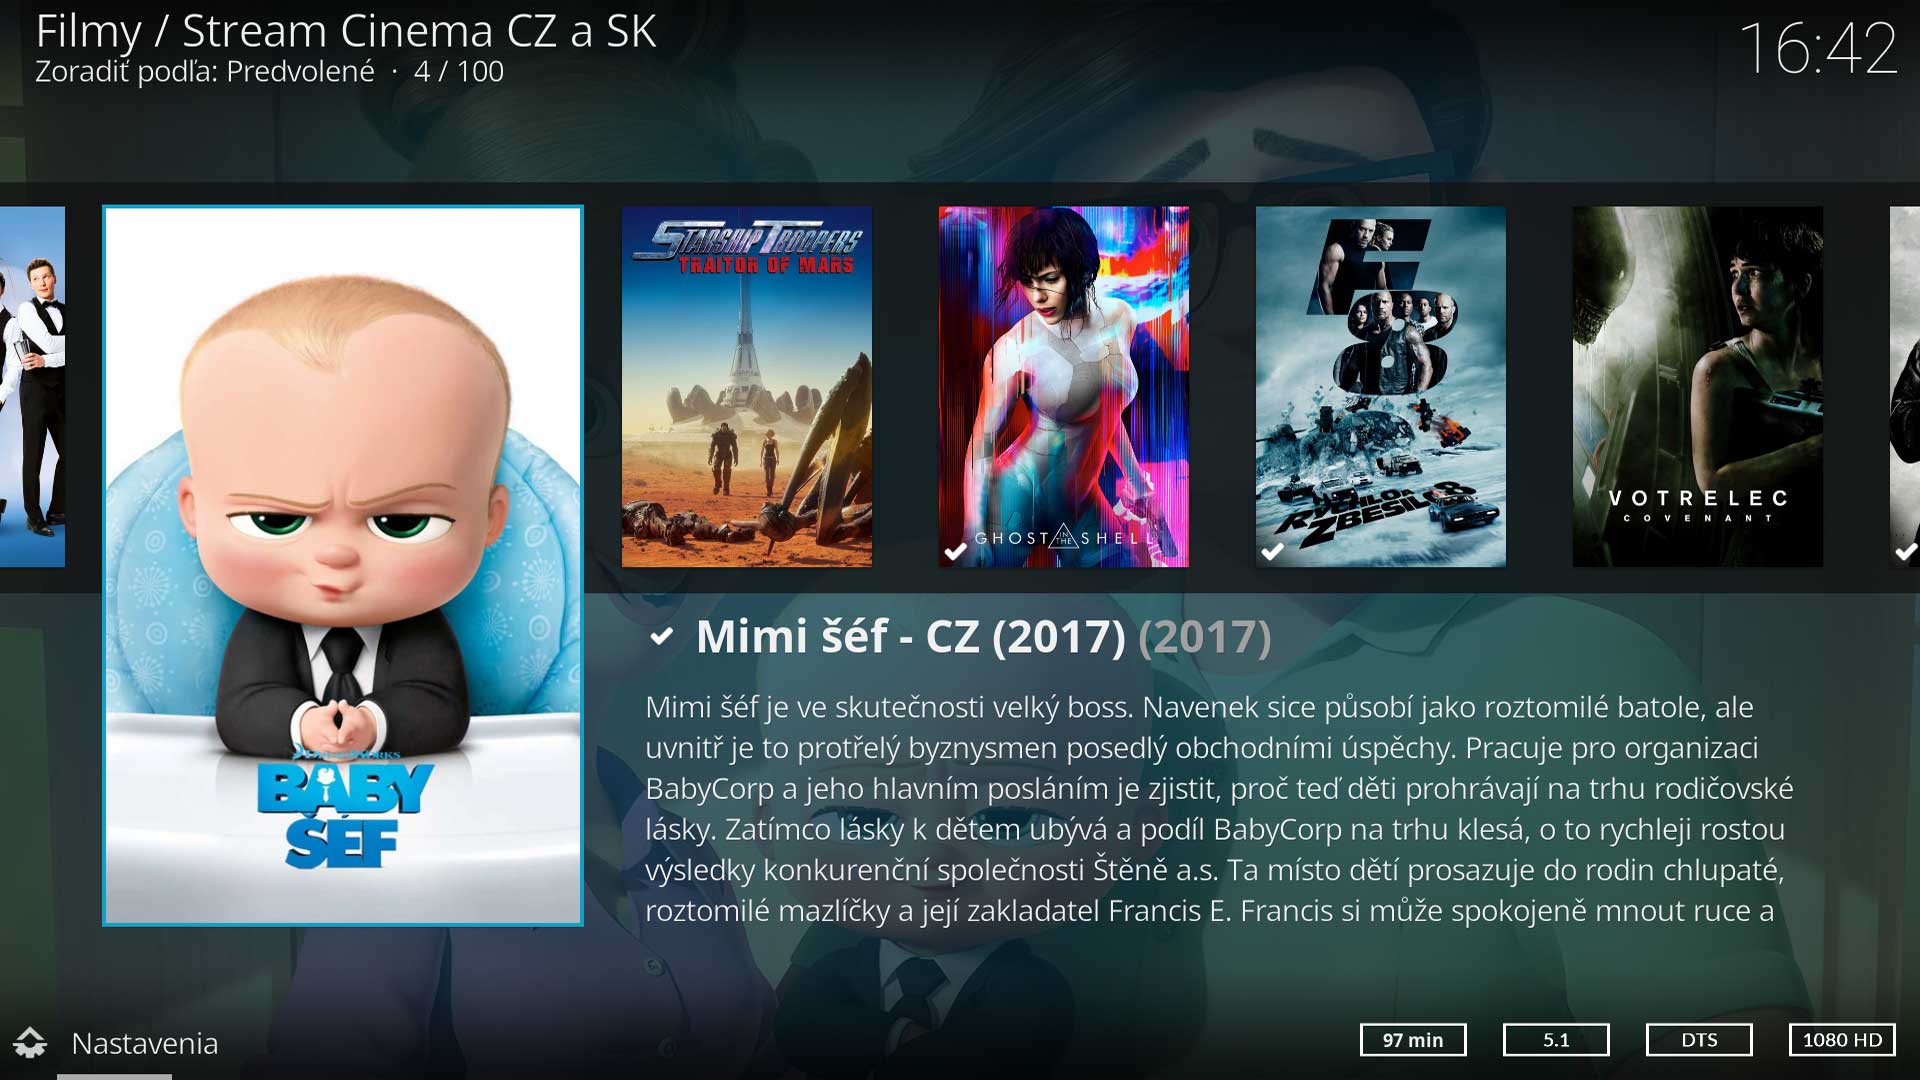 Filmy / Stream Cinema CZ a SK
Zoradiť podľa: Predvolené · 4 / 100
16:42
STARSHIP TROOPERS
TRAITOR OF MARS
GHOST IN THE SHELL
F8
RYCHLE
ZBĚSILE 8
VOTRELEC
COVENANT
DREAMWORKS
BABY
ŠÉF
Mimi šéf - CZ (2017) (2017)
Mimi šéf je ve skutečnosti velký boss. Navenek sice působí jako roztomilé batole, ale
uvnitř je to protřelý byznysmen posedlý obchodními úspěchy. Pracuje pro organizaci
BabyCorp a jeho hlavním posláním je zjistit, proč teď děti prohrávají na trhu rodičovské
lásky. Zatímco lásky k dětem ubývá a podíl BabyCorp na trhu klesá, o to rychleji rostou
výsledky konkurenční společnosti Štěně a.s. Ta místo dětí prosazuje do rodin chlupaté,
roztomilé mazlíčky a její zakladatel Francis E. Francis si může spokojeně mnout ruce a
Nastavenia
97 min
5.1
DTS
1080 HD